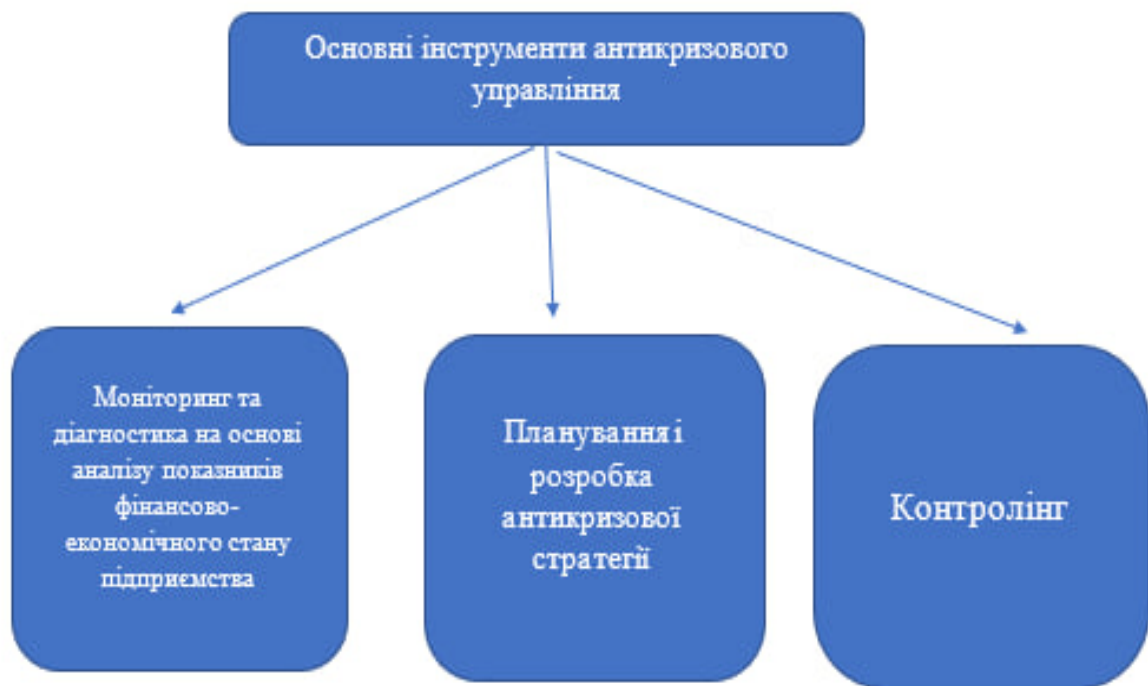 Основні інструменти антикризового
управління
Моніторинг та
діагностика на основі
аналізу показників
фінансово-
економічного стану
підприємства
Планування і
розробка
антикризової
стратегії
Контролінг